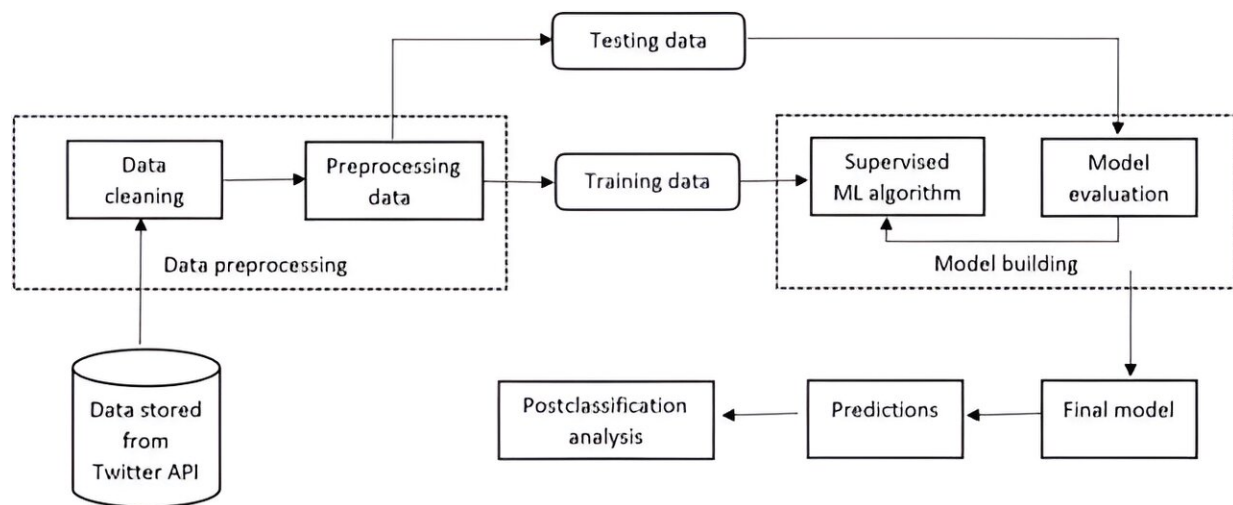 Testing data
Data
cleaning
Preprocessing
data
Training data
Supervised
ML algorithm
Model
evaluation
Data preprocessing
Model building
Data stored
from
Twitter API
Postclassification
analysis
Predictions
Final model